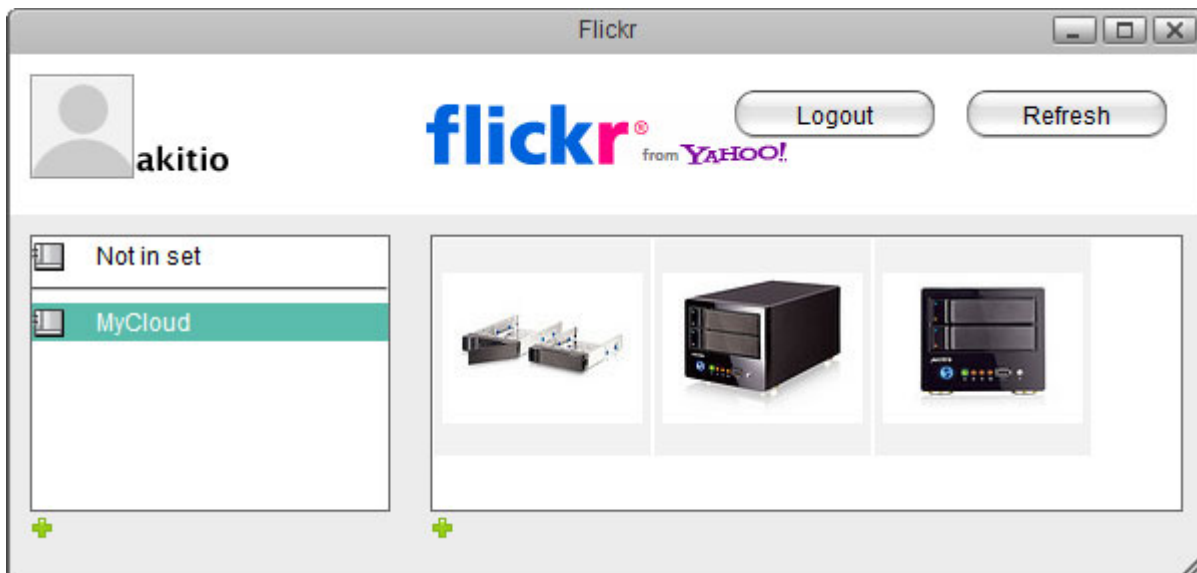 Flickr
akitio
flickr® from YAHOO!
Logout
Refresh
Not in set
MyCloud